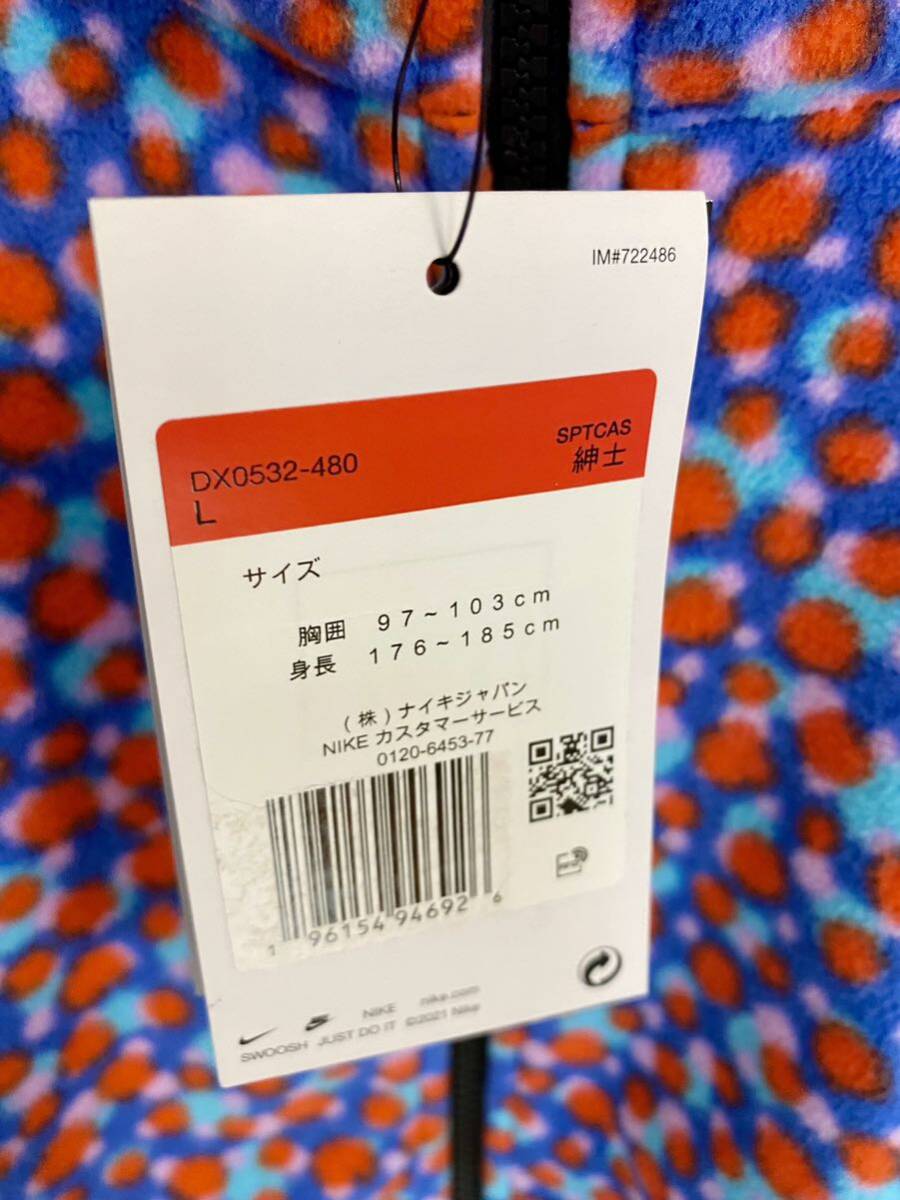 IM#722486
DX0532-480
SPTCAS
L
紳士
サイズ
胸囲 97~103cm
身長 176~185cm
(株)ナイキジャパン
NIKE カスタマーサービス
0120-6453-77
1 96154 94692 6
NIKE nike.com
SWOOSH JUST DO IT ©2021 Nike